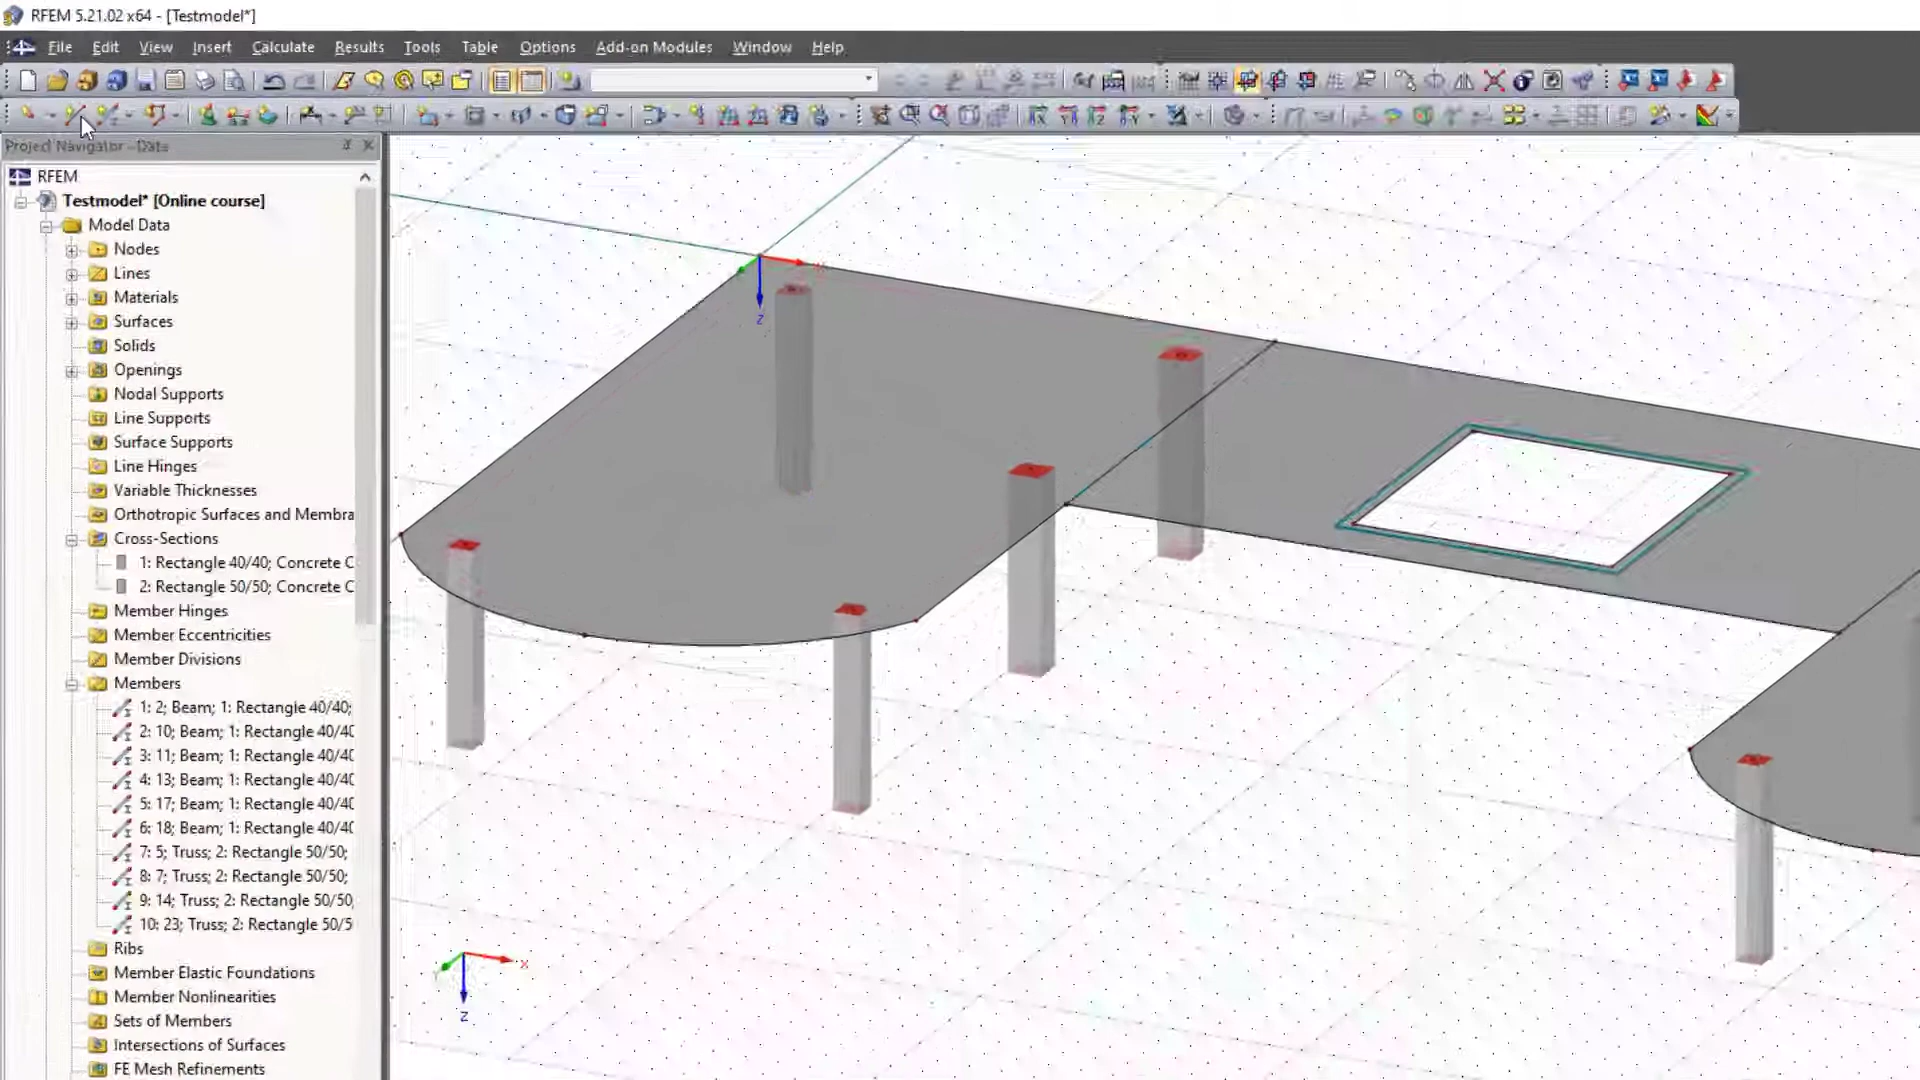 RFEM 5.21.02 x64 - [Testmodel*]
File Edit View Insert Calculate Results Tools Table Options Add-on Modules Window Help
Project Navigator - Data
RFEM
Testmodel* [Online course]
Model Data
Nodes
Lines
Materials
Surfaces
Solids
Openings
Nodal Supports
Line Supports
Surface Supports
Line Hinges
Variable Thicknesses
Orthotropic Surfaces and Membra
Cross-Sections
1: Rectangle 40/40; Concrete C
2: Rectangle 50/50; Concrete C
Member Hinges
Member Eccentricities
Member Divisions
Members
1: 2; Beam; 1: Rectangle 40/40;
2: 10; Beam; 1: Rectangle 40/40
3: 11; Beam; 1: Rectangle 40/40
4: 13; Beam; 1: Rectangle 40/40
5: 17; Beam; 1: Rectangle 40/40
6: 18; Beam; 1: Rectangle 40/40
7: 5; Truss; 2: Rectangle 50/50;
8: 7; Truss; 2: Rectangle 50/50;
9: 14; Truss; 2: Rectangle 50/50,
10: 23; Truss; 2: Rectangle 50/5
Ribs
Member Elastic Foundations
Member Nonlinearities
Sets of Members
Intersections of Surfaces
FE Mesh Refinements
Z
X
Z